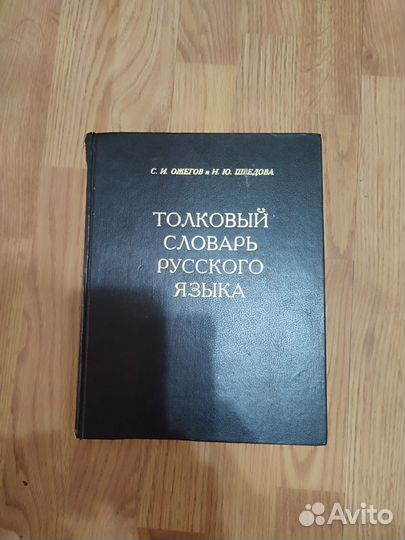 С. И. ОЖЕГОВ и Н. Ю. ШВЕДОВА
ТОЛКОВЫЙ
СЛОВАРЬ
РУССКОГО
ЯЗЫКА
Avito